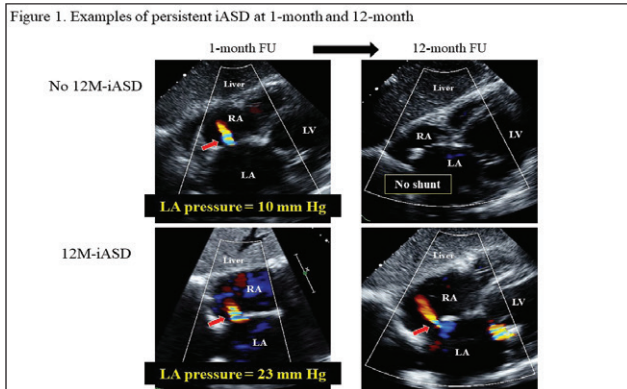 Figure 1. Examples of persistent iASD at 1-month and 12-month
1-month FU
12-month FU
No 12M-iASD
Liver
RA
LV
LA
LA pressure = 10 mm Hg
Liver
RA
LV
LA
No shunt
12M-iASD
Liver
RA
LA
LA pressure = 23 mm Hg
Liver
RA
LV
LA